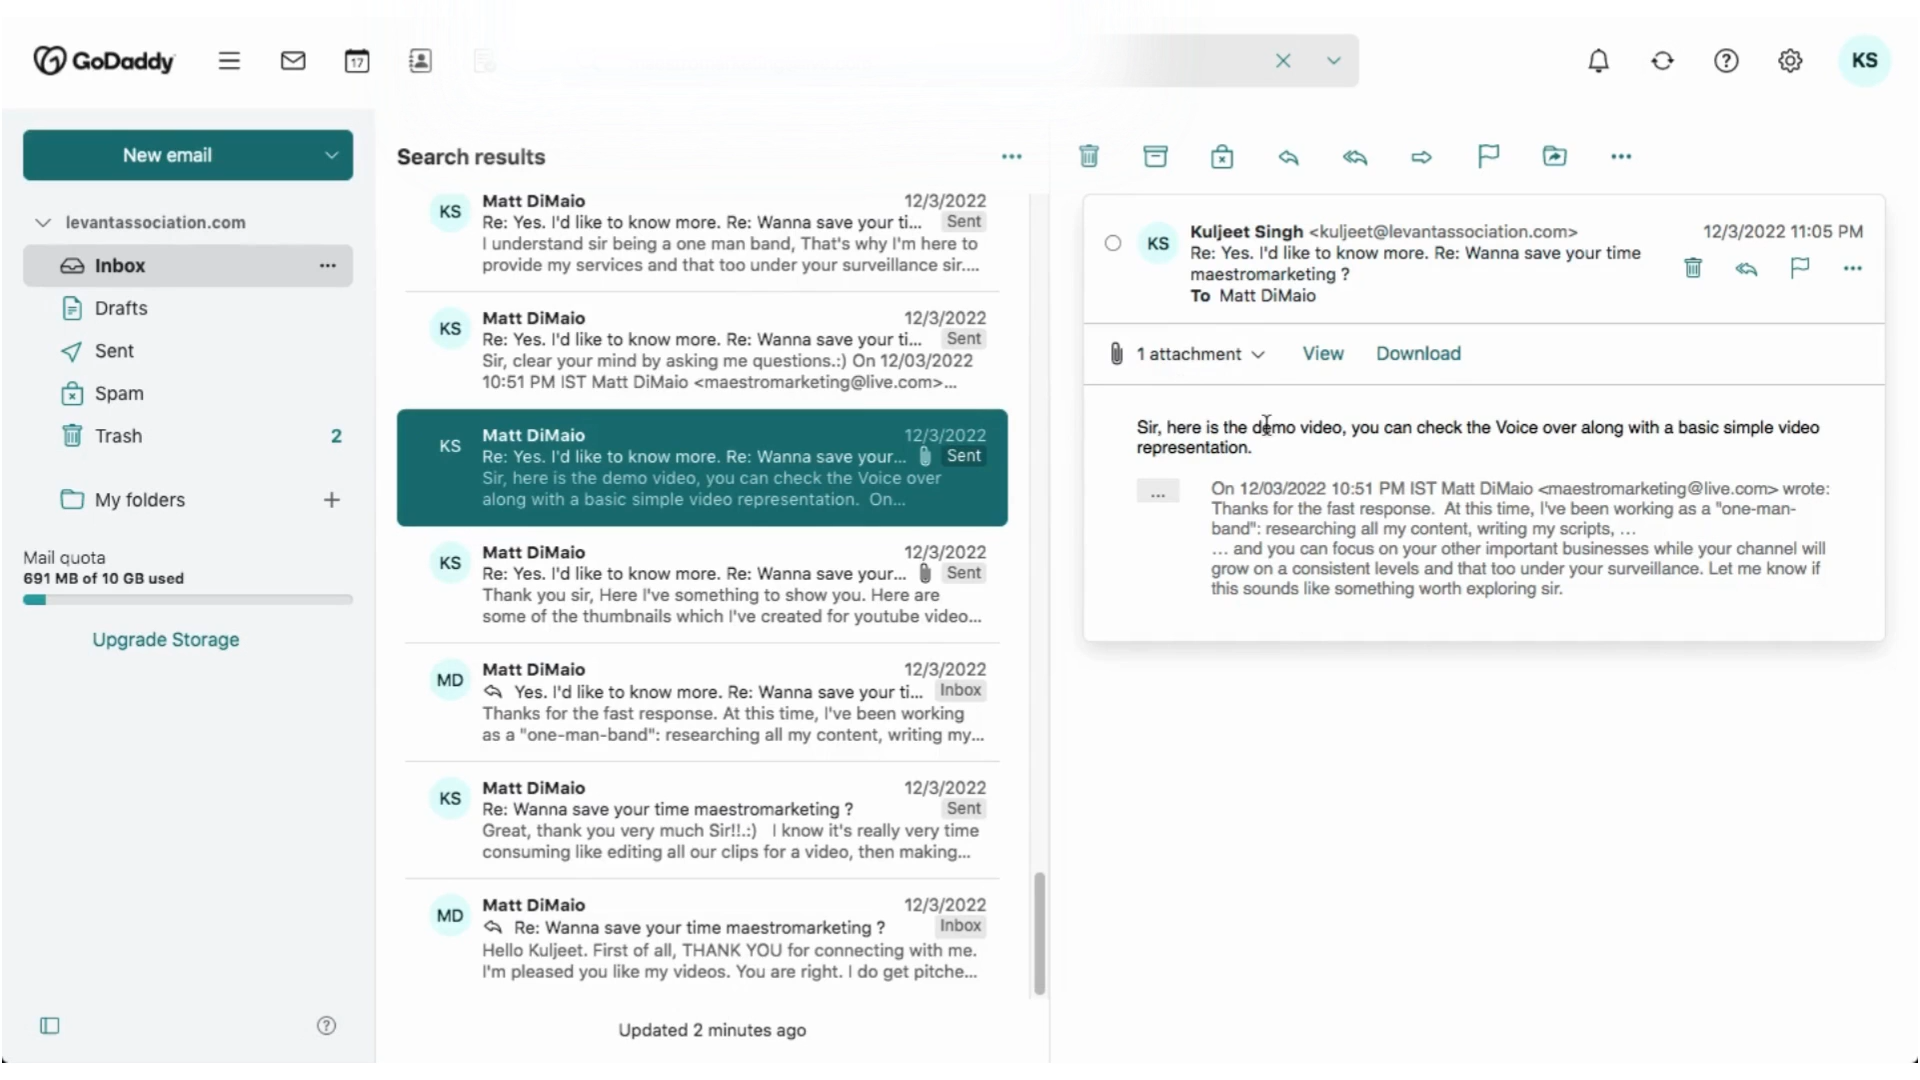 GoDaddy
17
KS
New email
Search results
levantassociation.com
Inbox
Drafts
Sent
Spam
Trash 2
My folders
Mail quota
691 MB of 10 GB used
Upgrade Storage
KS Matt DiMaio 12/3/2022
Re: Yes. I'd like to know more. Re: Wanna save your ti... Sent
I understand sir being a one man band, That's why I'm here to
provide my services and that too under your surveillance sir....
KS Matt DiMaio 12/3/2022
Re: Yes. I'd like to know more. Re: Wanna save your ti... Sent
Sir, clear your mind by asking me questions.:) On 12/03/2022
10:51 PM IST Matt DiMaio <maestromarketing@live.com>...
KS Matt DiMaio 12/3/2022
Re: Yes. I'd like to know more. Re: Wanna save your... Sent
Sir, here is the demo video, you can check the Voice over
along with a basic simple video representation. On...
KS Matt DiMaio 12/3/2022
Re: Yes. I'd like to know more. Re: Wanna save your... Sent
Thank you sir, Here I've something to show you. Here are
some of the thumbnails which I've created for youtube video...
MD Matt DiMaio 12/3/2022
Yes. I'd like to know more. Re: Wanna save your ti... Inbox
Thanks for the fast response. At this time, I've been working
as a "one-man-band": researching all my content, writing my...
KS Matt DiMaio 12/3/2022
Re: Wanna save your time maestromarketing ? Sent
Great, thank you very much Sir!!.:) I know it's really very time
consuming like editing all our clips for a video, then making...
MD Matt DiMaio 12/3/2022
Re: Wanna save your time maestromarketing ? Inbox
Hello Kuljeet. First of all, THANK YOU for connecting with me.
I'm pleased you like my videos. You are right. I do get pitche...
Updated 2 minutes ago
KS Kuljeet Singh <kuljeet@levantassociation.com> 12/3/2022 11:05 PM
Re: Yes. I'd like to know more. Re: Wanna save your time
maestromarketing ?
To Matt DiMaio
1 attachment View Download
Sir, here is the demo video, you can check the Voice over along with a basic simple video
representation.
... On 12/03/2022 10:51 PM IST Matt DiMaio <maestromarketing@live.com> wrote:
Thanks for the fast response. At this time, I've been working as a "one-man-
band": researching all my content, writing my scripts, ...
... and you can focus on your other important businesses while your channel will
grow on a consistent levels and that too under your surveillance. Let me know if
this sounds like something worth exploring sir.